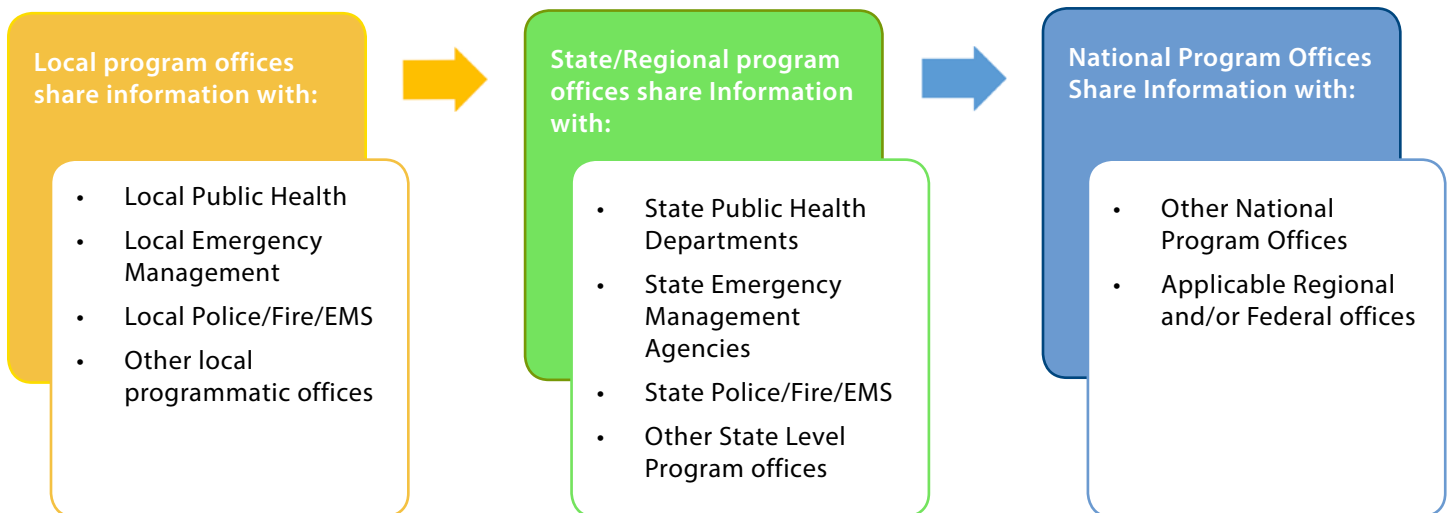 Local program offices
share information with:
• Local Public Health
• Local Emergency
Management
• Local Police/Fire/EMS
• Other local
programmatic offices
State/Regional program
offices share Information
with:
• State Public Health
Departments
• State Emergency
Management
Agencies
• State Police/Fire/EMS
• Other State Level
Program offices
National Program Offices
Share Information with:
• Other National
Program Offices
• Applicable Regional
and/or Federal offices